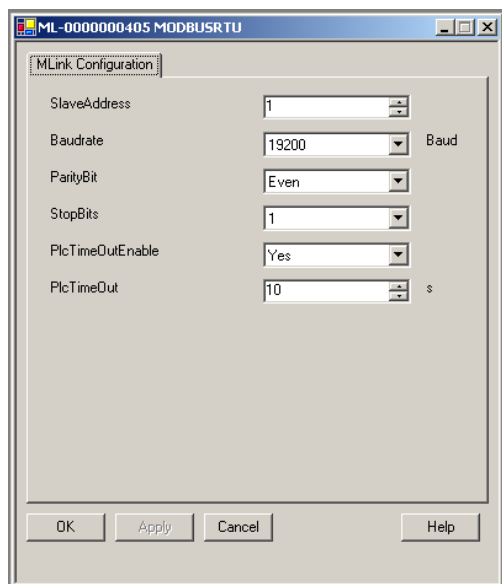 ML-0000000405 MODBUSRTU
MLink Configuration
SlaveAddress 1
Baudrate 19200 Baud
ParityBit Even
StopBits 1
PlcTimeOutEnable Yes
PlcTimeOut 10 s
OK Apply Cancel Help